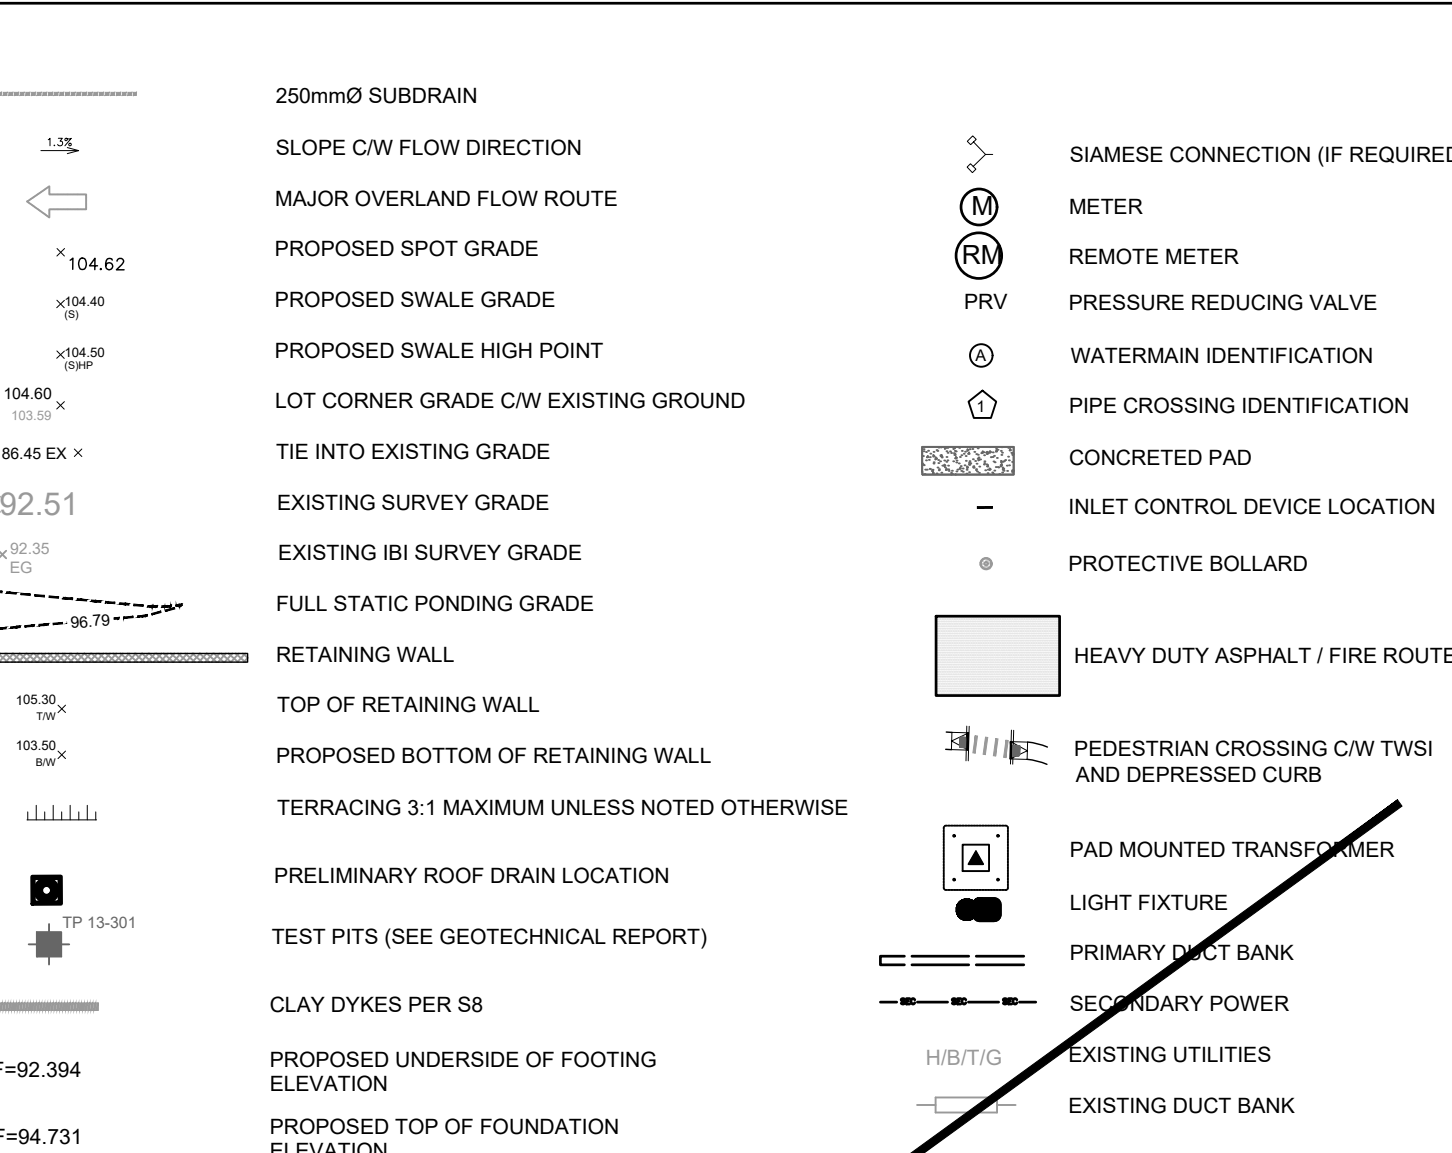 250mmØ SUBDRAIN
1.3%
SLOPE C/W FLOW DIRECTION
MAJOR OVERLAND FLOW ROUTE
104.62
PROPOSED SPOT GRADE
104.40
(S)
PROPOSED SWALE GRADE
104.50
(S)HP
PROPOSED SWALE HIGH POINT
104.60
103.59
LOT CORNER GRADE C/W EXISTING GROUND
86.45 EX
TIE INTO EXISTING GRADE
92.51
EXISTING SURVEY GRADE
92.35
EG
EXISTING IBI SURVEY GRADE
96.79
FULL STATIC PONDING GRADE
RETAINING WALL
105.30
T/W
TOP OF RETAINING WALL
103.50
B/W
PROPOSED BOTTOM OF RETAINING WALL
TERRACING 3:1 MAXIMUM UNLESS NOTED OTHERWISE
PRELIMINARY ROOF DRAIN LOCATION
TP 13-301
TEST PITS (SEE GEOTECHNICAL REPORT)
CLAY DYKES PER S8
=92.394
PROPOSED UNDERSIDE OF FOOTING
ELEVATION
=94.731
PROPOSED TOP OF FOUNDATION
ELEVATION
SIAMESE CONNECTION (IF REQUIRED
M
METER
RM
REMOTE METER
PRV
PRESSURE REDUCING VALVE
A
WATERMAIN IDENTIFICATION
1
PIPE CROSSING IDENTIFICATION
CONCRETED PAD
INLET CONTROL DEVICE LOCATION
PROTECTIVE BOLLARD
HEAVY DUTY ASPHALT / FIRE ROUTE
PEDESTRIAN CROSSING C/W TWSI
AND DEPRESSED CURB
PAD MOUNTED TRANSFORMER
LIGHT FIXTURE
PRIMARY DUCT BANK
SEC SEC SEC
SECONDARY POWER
H/B/T/G
EXISTING UTILITIES
EXISTING DUCT BANK